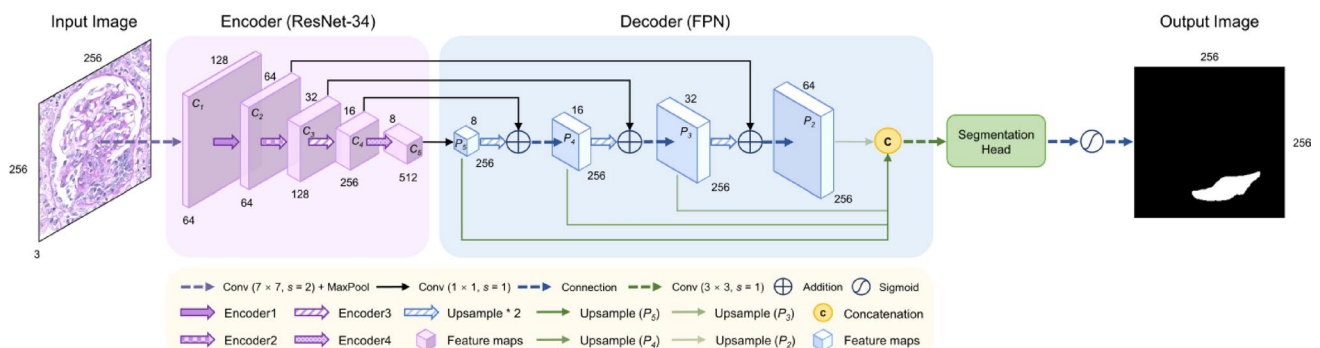 Input Image
Encoder (ResNet-34)
Decoder (FPN)
Output Image
256
256
3
128
C1
64
64
C2
64
32
C3
128
16
C4
256
8
C5
512
8
P5
256
16
P4
256
32
P3
256
64
P2
256
C
Segmentation
Head
256
256
Conv (7 × 7, s = 2) + MaxPool
Conv (1 × 1, s = 1)
Connection
Conv (3 × 3, s = 1)
Addition
Sigmoid
Encoder1
Encoder3
Upsample * 2
Upsample (P5)
Upsample (P3)
C
Concatenation
Encoder2
Encoder4
Feature maps
Upsample (P4)
Upsample (P2)
Feature maps